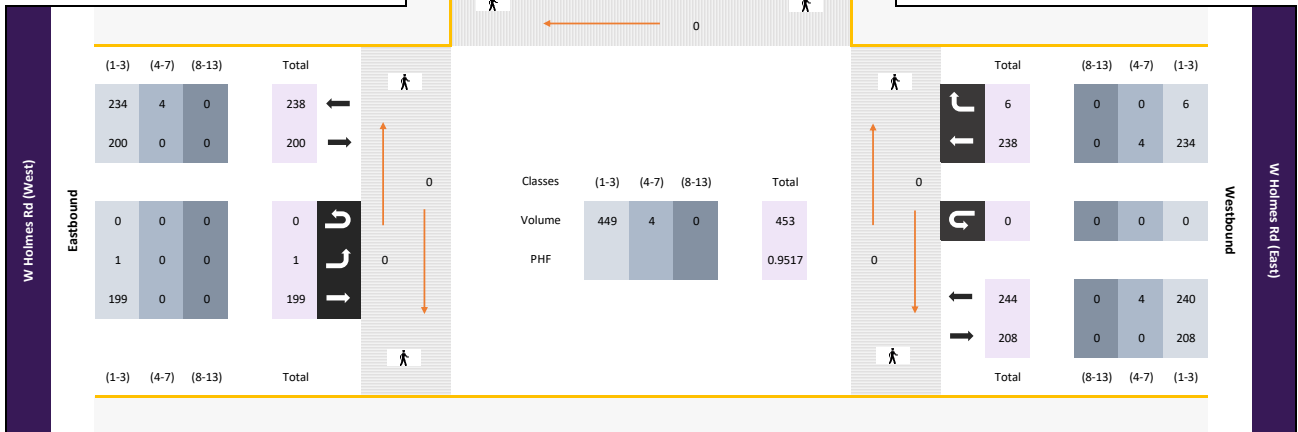 0
(1-3) (4-7) (8-13) Total
234 4 0 238
200 0 0 200
0 0 0 0
1 0 0 1
199 0 0 199
(1-3) (4-7) (8-13) Total
W Holmes Rd (West)
Eastbound
0
0
Classes (1-3) (4-7) (8-13) Total
Volume 449 4 0 453
PHF 0.9517
0
0
Total (8-13) (4-7) (1-3)
6 0 0 6
238 0 4 234
0 0 0 0
244 0 4 240
208 0 0 208
Total (8-13) (4-7) (1-3)
Westbound
W Holmes Rd (East)